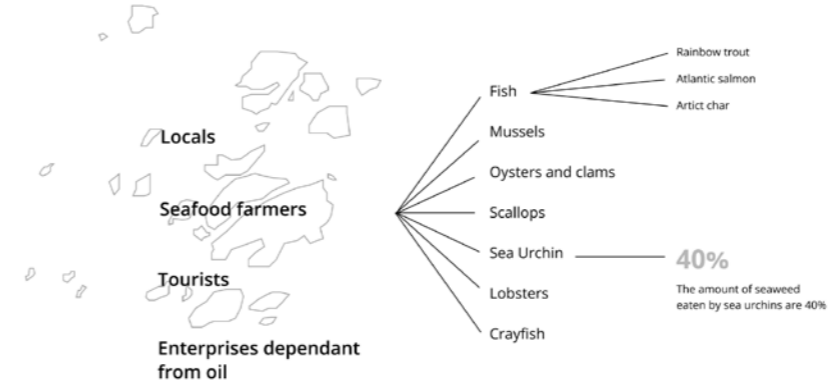 Locals
Seafood farmers
Tourists
Enterprises dependant
from oil
Fish
Mussels
Oysters and clams
Scallops
Sea Urchin
Lobsters
Crayfish
Rainbow trout
Atlantic salmon
Artict char
40%
The amount of seaweed
eaten by sea urchins are 40%